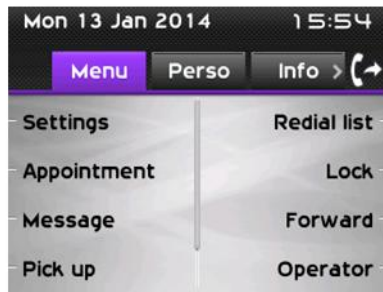 Mon 13 Jan 2014 15:54
Menu Perso Info >
Settings Redial list
Appointment Lock
Message Forward
Pick up Operator